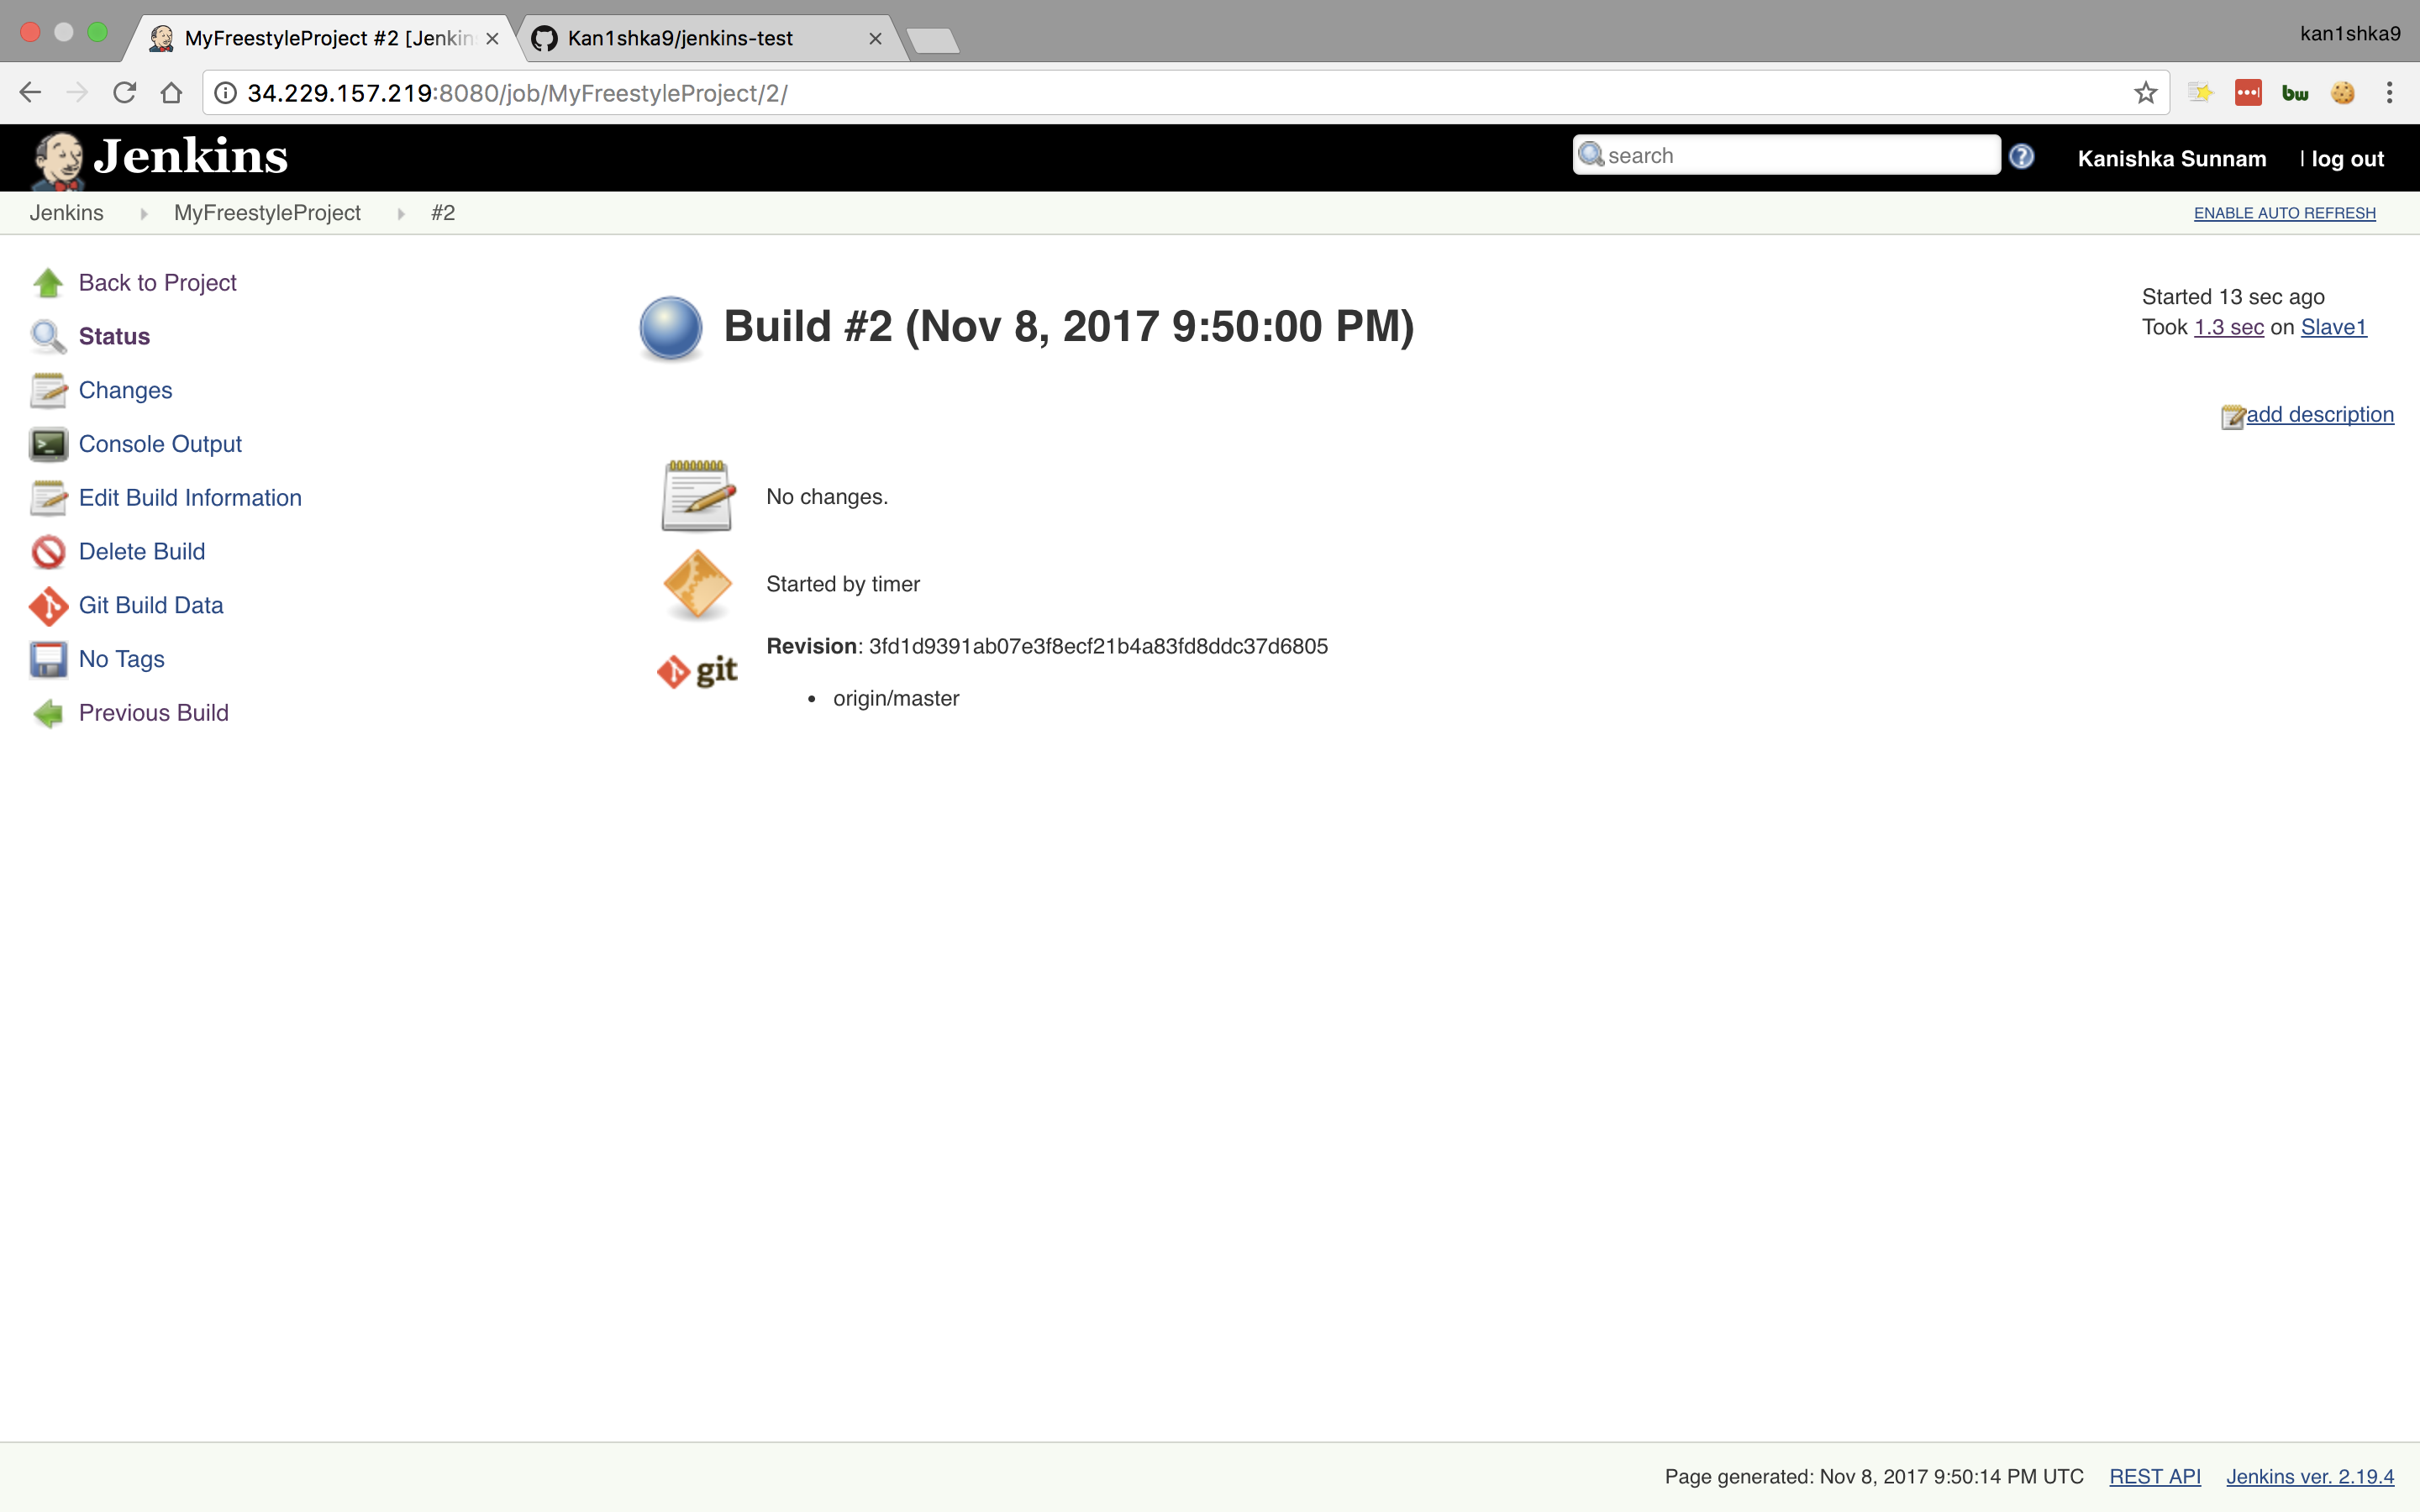 MyFreestyleProject #2 [Jenkin
Kan1shka9/jenkins-test
kan1shka9
34.229.157.219:8080/job/MyFreestyleProject/2/
bw
Jenkins
search
Kanishka Sunnam
| log out
Jenkins
MyFreestyleProject
#2
ENABLE AUTO REFRESH
Back to Project
Status
Changes
Console Output
Edit Build Information
Delete Build
Git Build Data
No Tags
Previous Build
Build #2 (Nov 8, 2017 9:50:00 PM)
Started 13 sec ago
Took 1.3 sec on Slave1
add description
No changes.
Started by timer
git
Revision: 3fd1d9391ab07e3f8ecf21b4a83fd8ddc37d6805
• origin/master
Page generated: Nov 8, 2017 9:50:14 PM UTC
REST API
Jenkins ver. 2.19.4